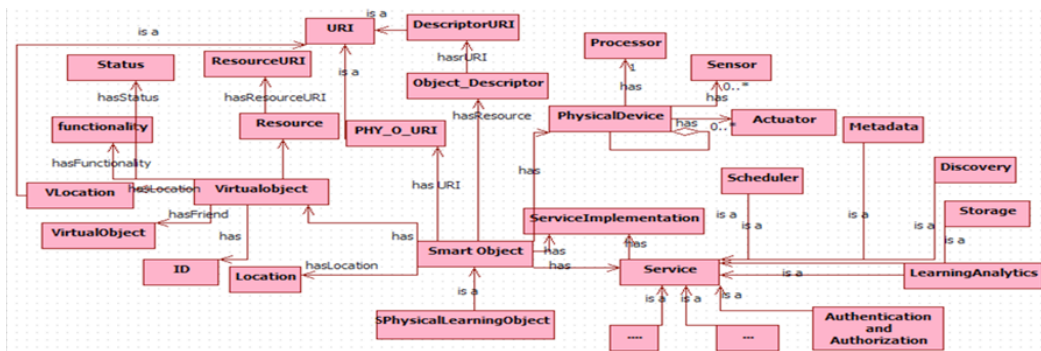 URI
is a
DescriptorURI
is a
Processor
Status
ResourceURI
hasrURI
1
Sensor
is a
Object_Descriptor
has
0..*
hasStatus
hasResourceURI
hasResource
has
functionality
Resource
PHY_O_URI
PhysicalDevice
has
0..*
Actuator
Metadata
hasFunctionality
has
Discovery
VLocation
hasLocation
Virtualobject
has URI
Scheduler
hasFriend
ServiceImplementation
is a
is a
Storage
VirtualObject
has
has
is a
is a
Smart Object
has
has
ID
Location
hasLocation
has
Service
is a
LearningAnalytics
is a
is a
is a
is a
SPhysicalLearningObject
Authentication
and
Authorization
----
---